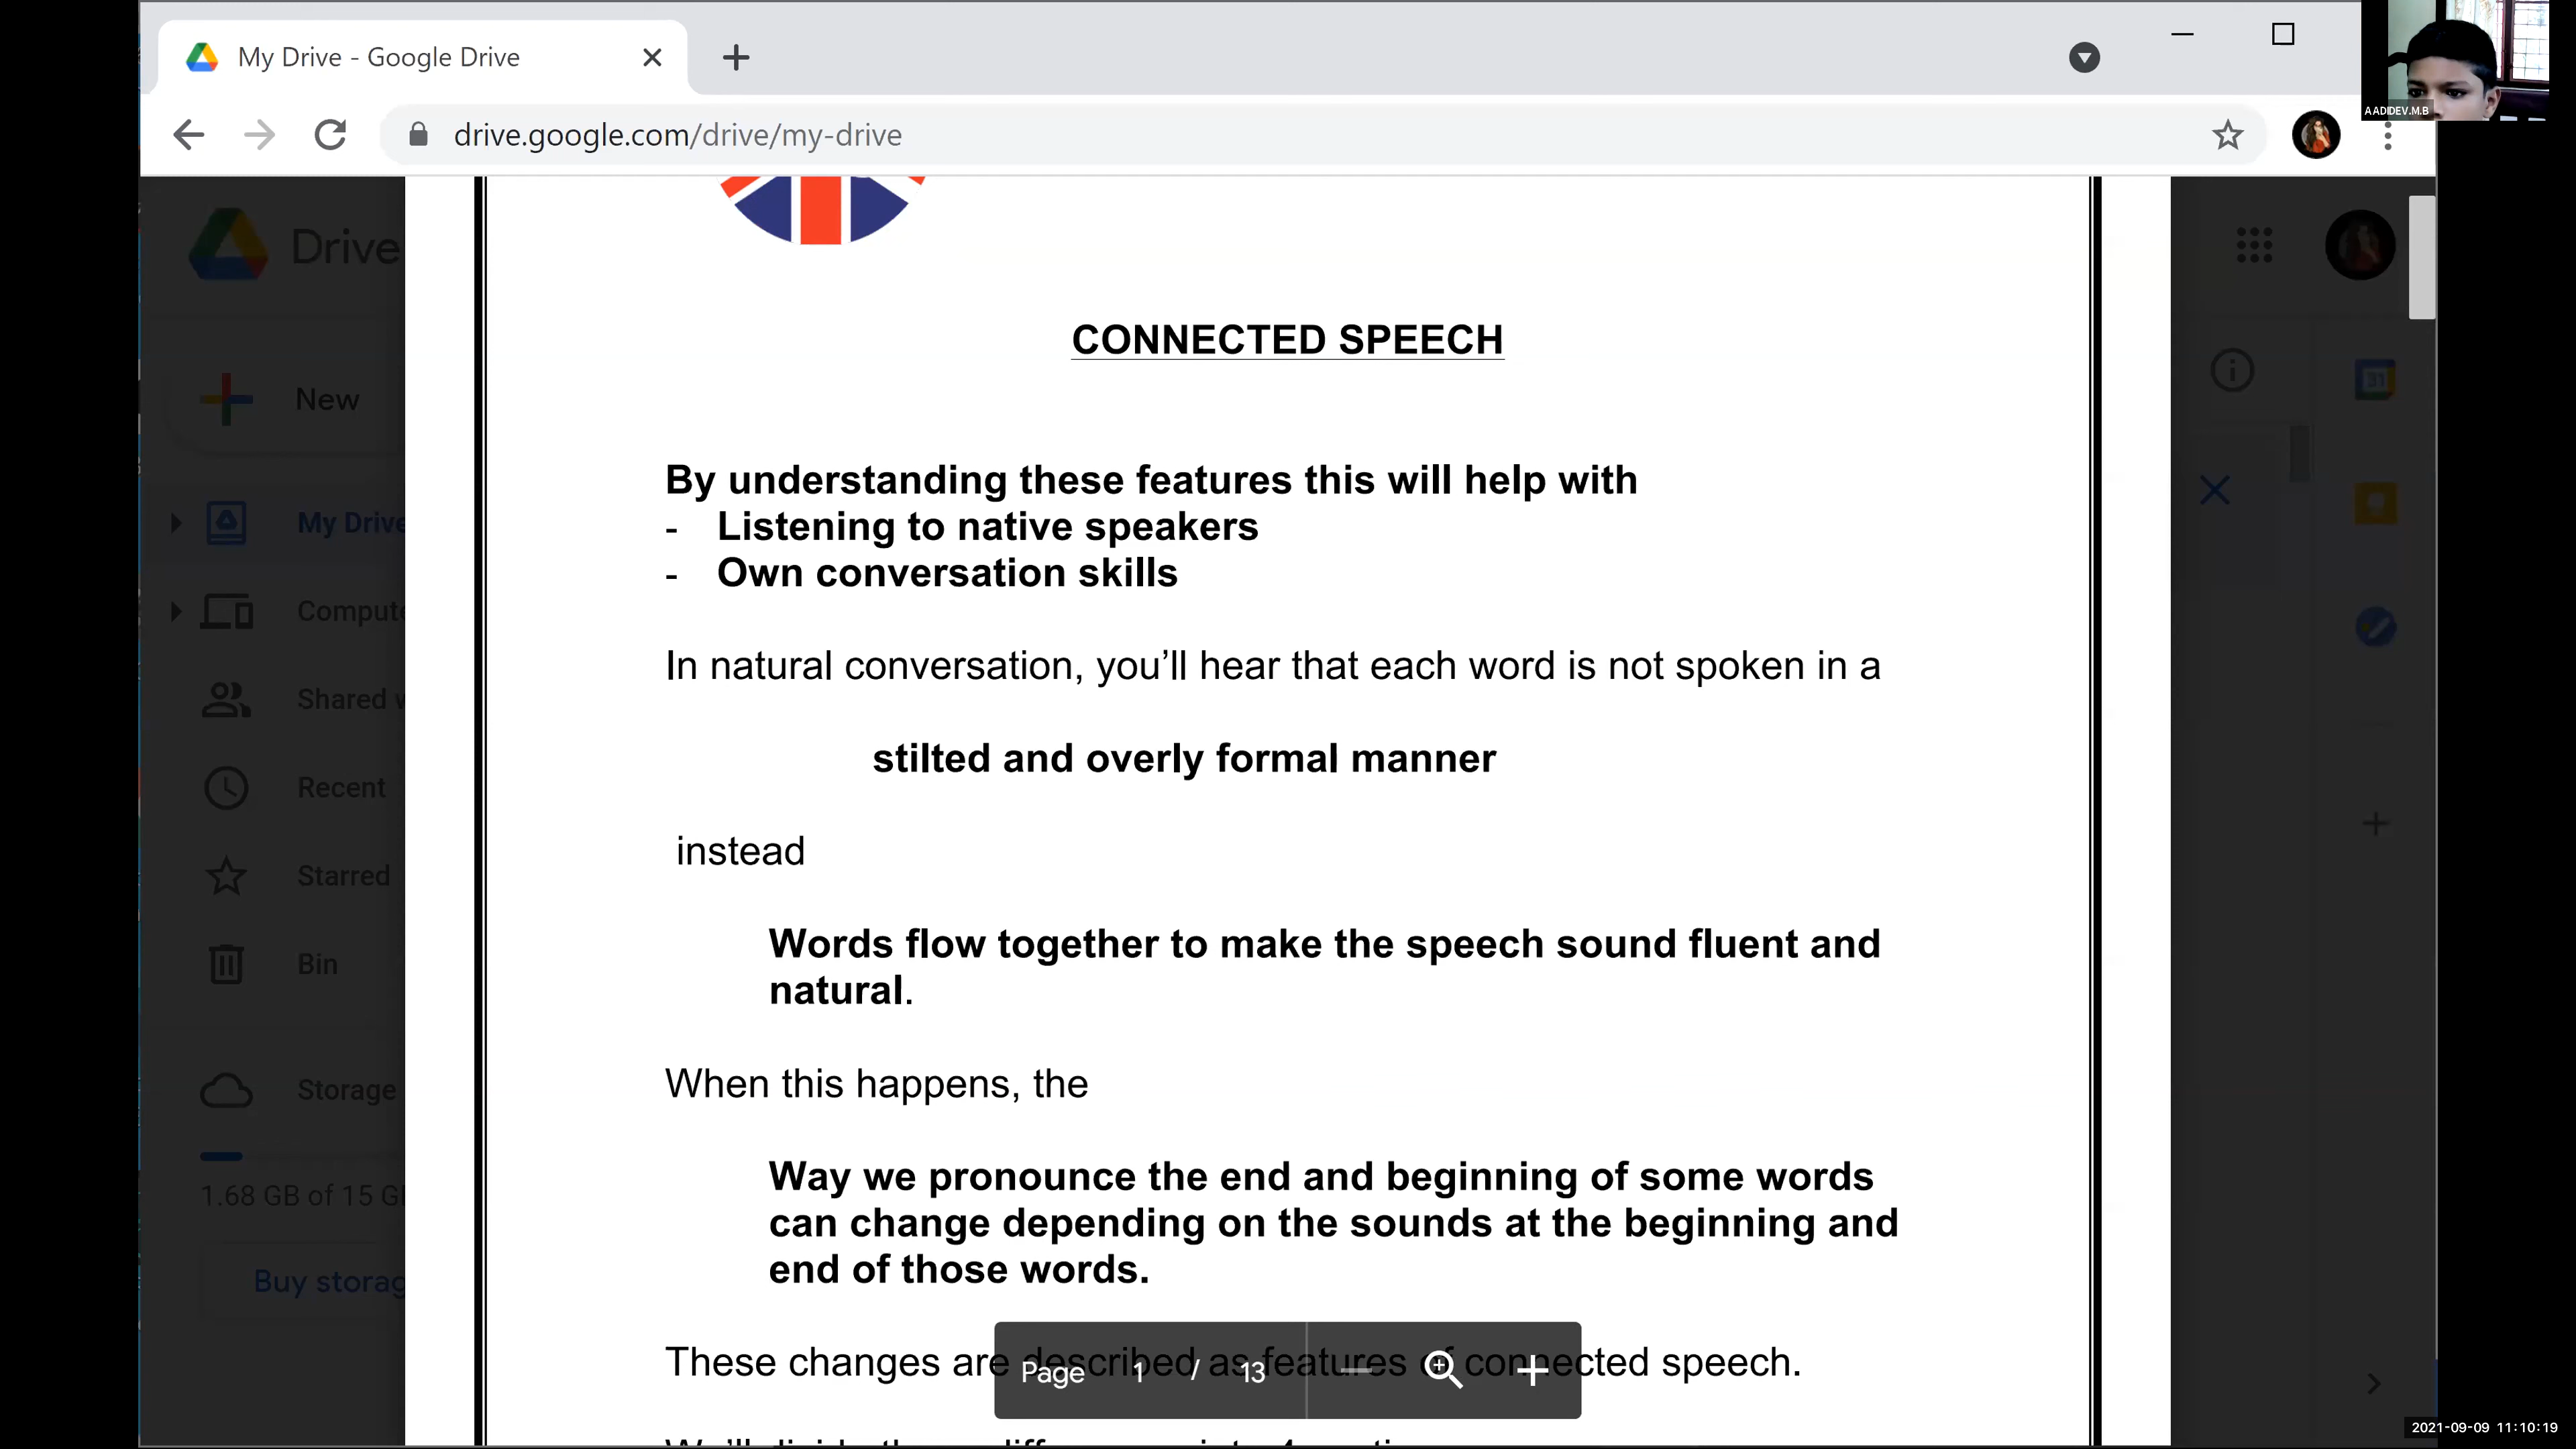 My Drive - Google Drive
drive.google.com/drive/my-drive
AADIDEV.M.B
Drive
New
My Drive
Compute
Shared w
Recent
Starred
Bin
Storage
1.68 GB of 15 G
Buy storag
31
CONNECTED SPEECH
By understanding these features this will help with
- Listening to native speakers
- Own conversation skills
In natural conversation, you'll hear that each word is not spoken in a
stilted and overly formal manner
instead
Words flow together to make the speech sound fluent and
natural.
When this happens, the
Way we pronounce the end and beginning of some words
can change depending on the sounds at the beginning and
end of those words.
These changes are described as features of connected speech.
Page 1 / 13
2021-09-09 11:10:19